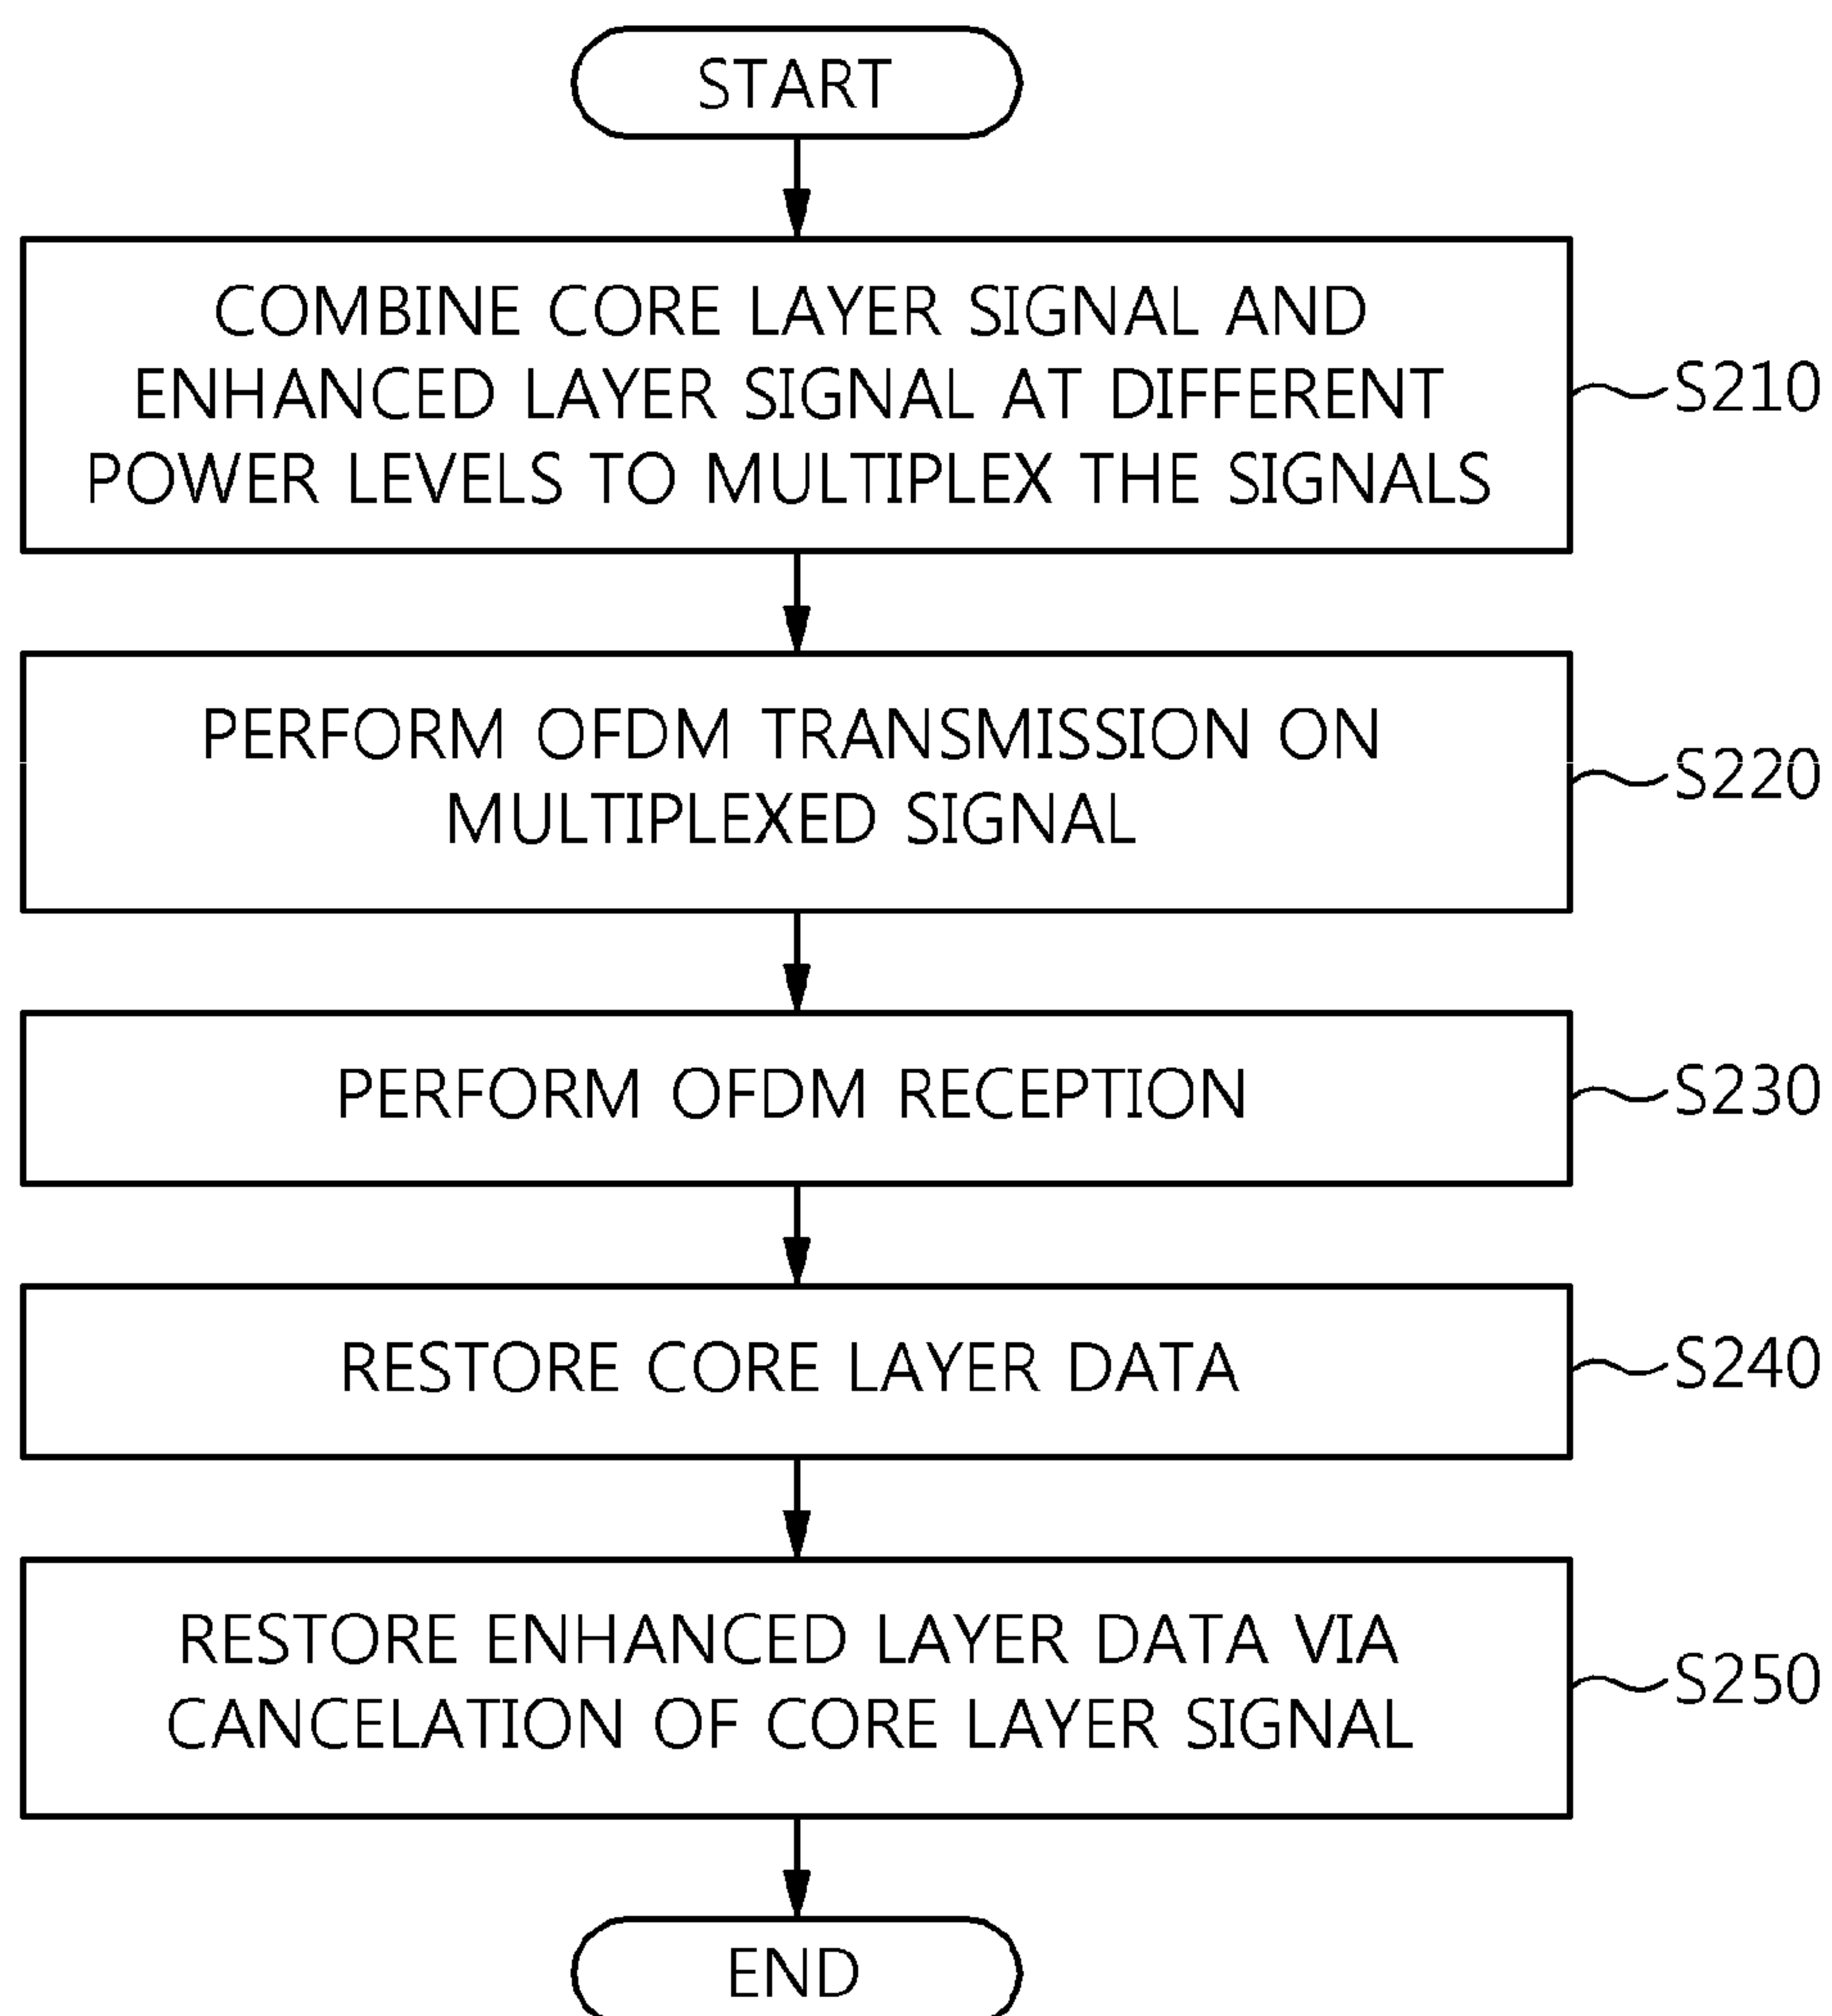 START
COMBINE CORE LAYER SIGNAL AND
ENHANCED LAYER SIGNAL AT DIFFERENT
POWER LEVELS TO MULTIPLEX THE SIGNALS
S210
PERFORM OFDM TRANSMISSION ON
MULTIPLEXED SIGNAL
S220
PERFORM OFDM RECEPTION
S230
RESTORE CORE LAYER DATA
S240
RESTORE ENHANCED LAYER DATA VIA
CANCELATION OF CORE LAYER SIGNAL
S250
END